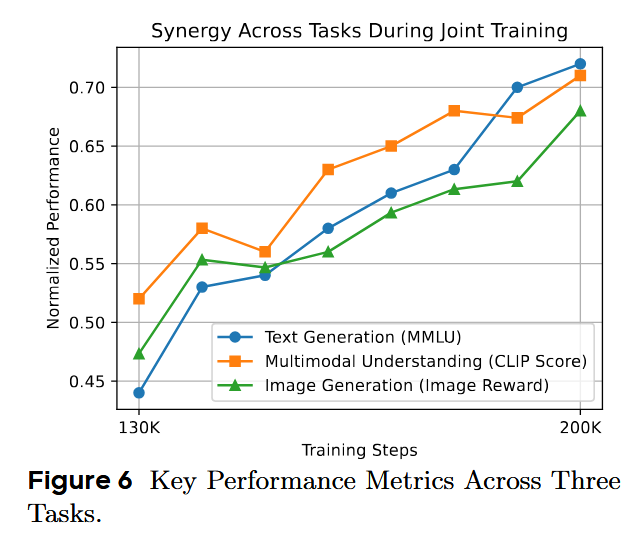 Synergy Across Tasks During Joint Training
Normalized Performance
0.70
0.65
0.60
0.55
0.50
0.45
Text Generation (MMLU)
Multimodal Understanding (CLIP Score)
Image Generation (Image Reward)
130K
200K
Training Steps
Figure 6 Key Performance Metrics Across Three
Tasks.